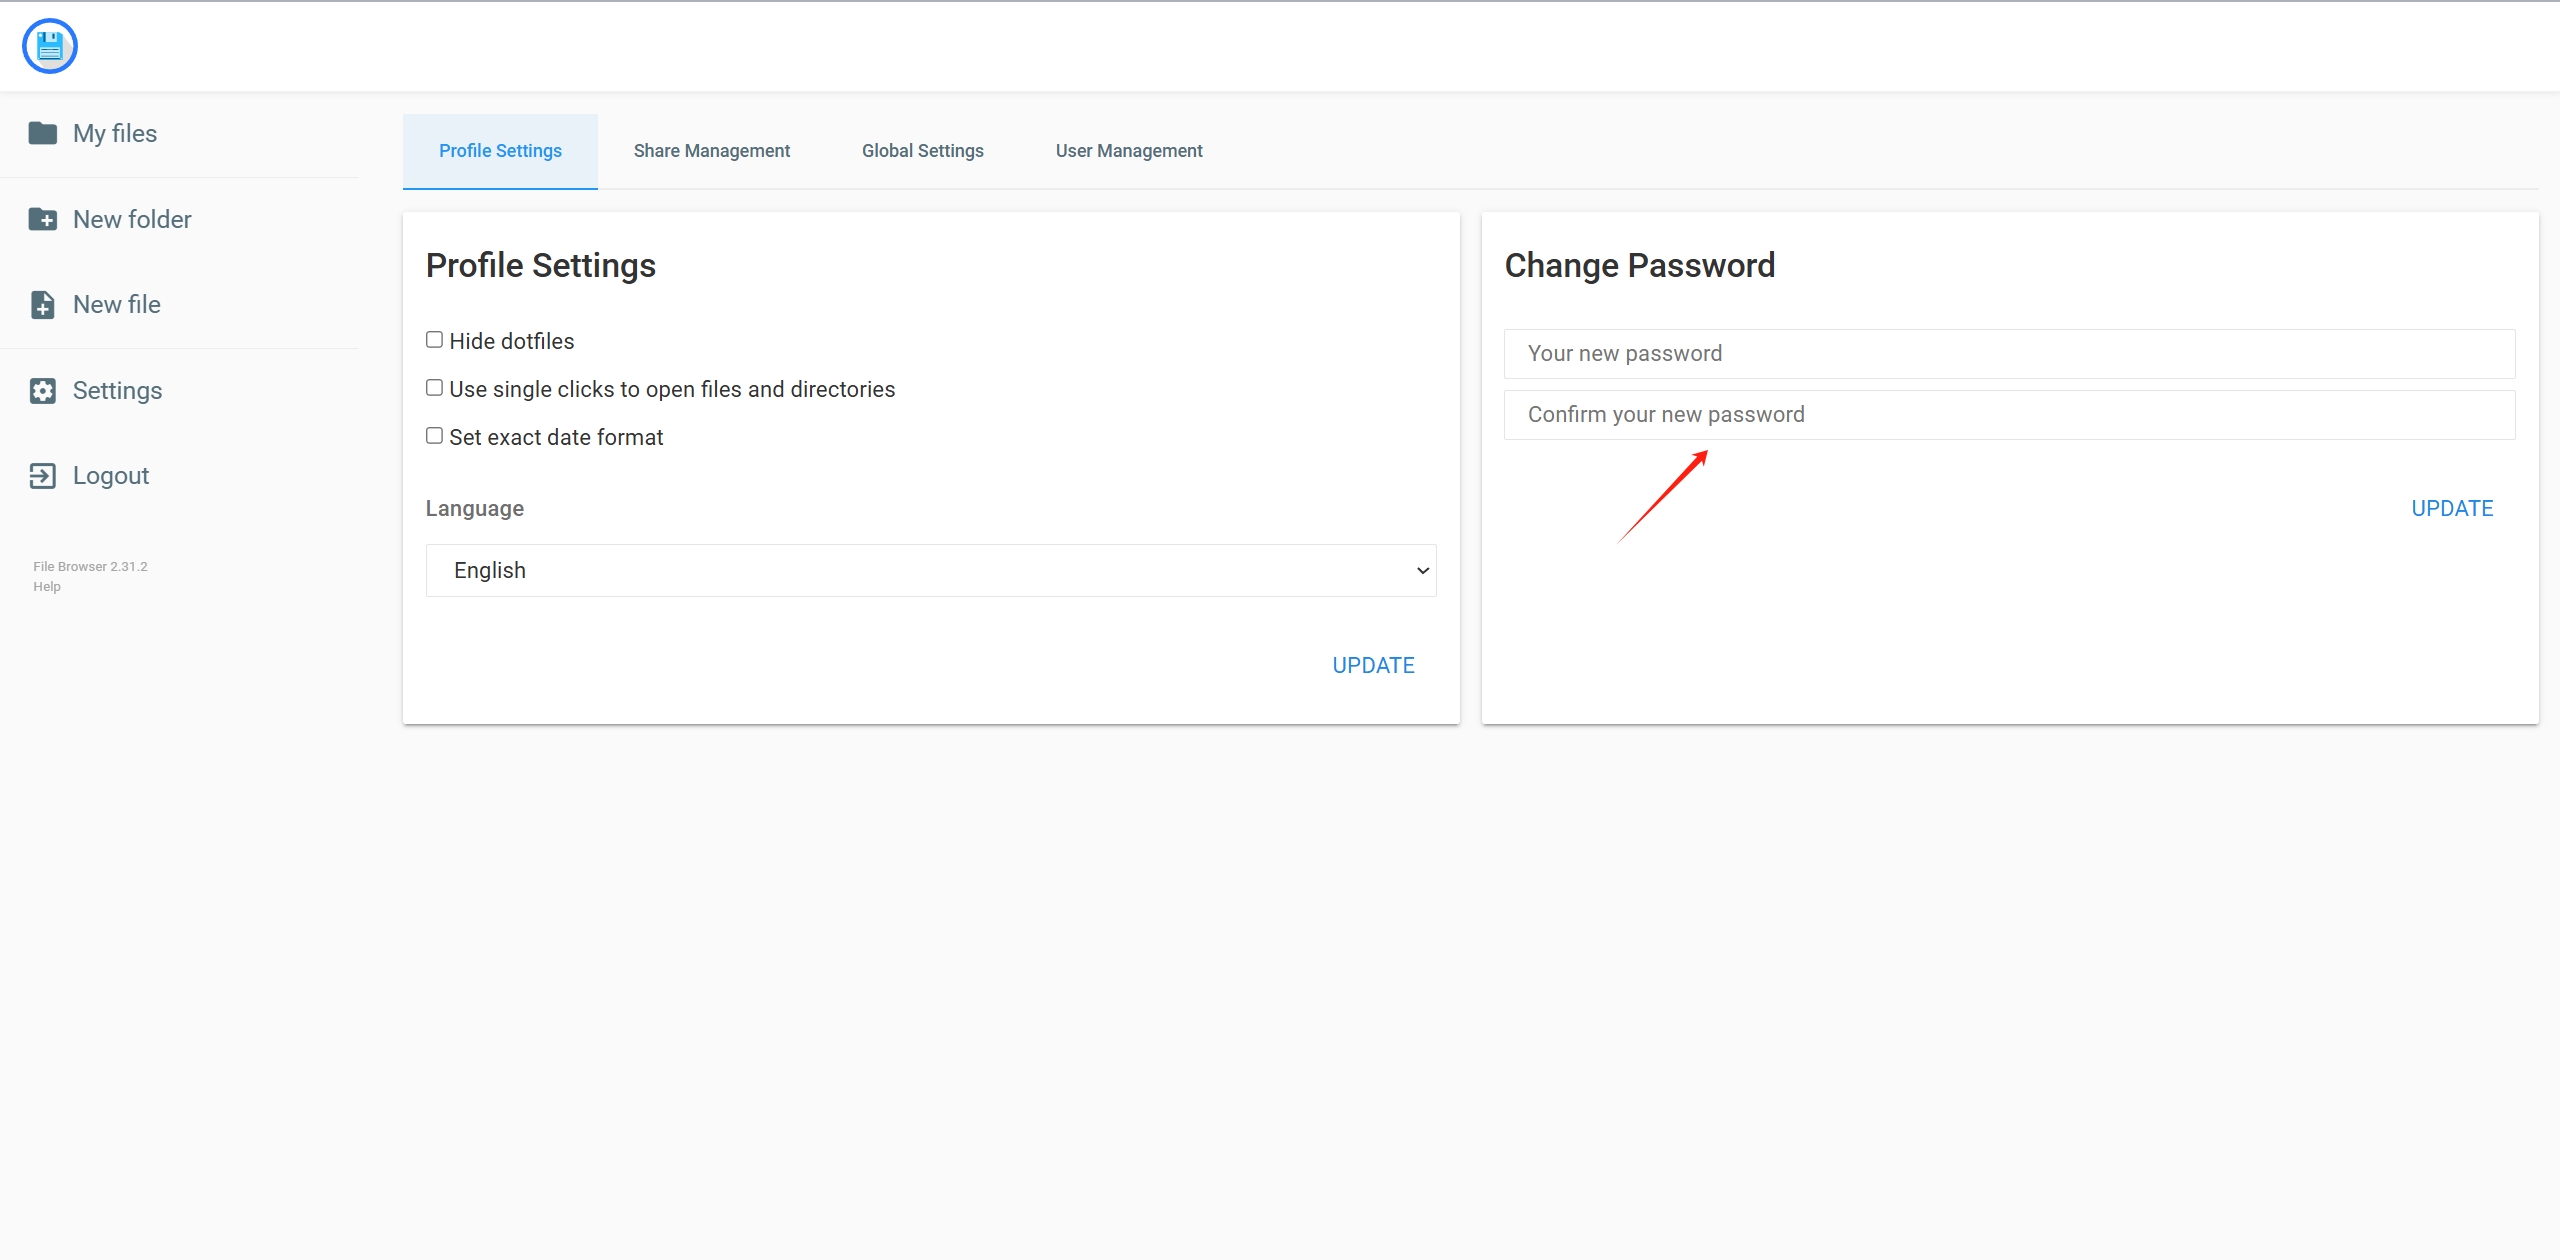 My files
New folder
New file
Settings
Logout
File Browser 2.31.2
Help
Profile Settings
Share Management
Global Settings
User Management
Profile Settings
Hide dotfiles
Use single clicks to open files and directories
Set exact date format
Language
English
UPDATE
Change Password
Your new password
Confirm your new password
UPDATE